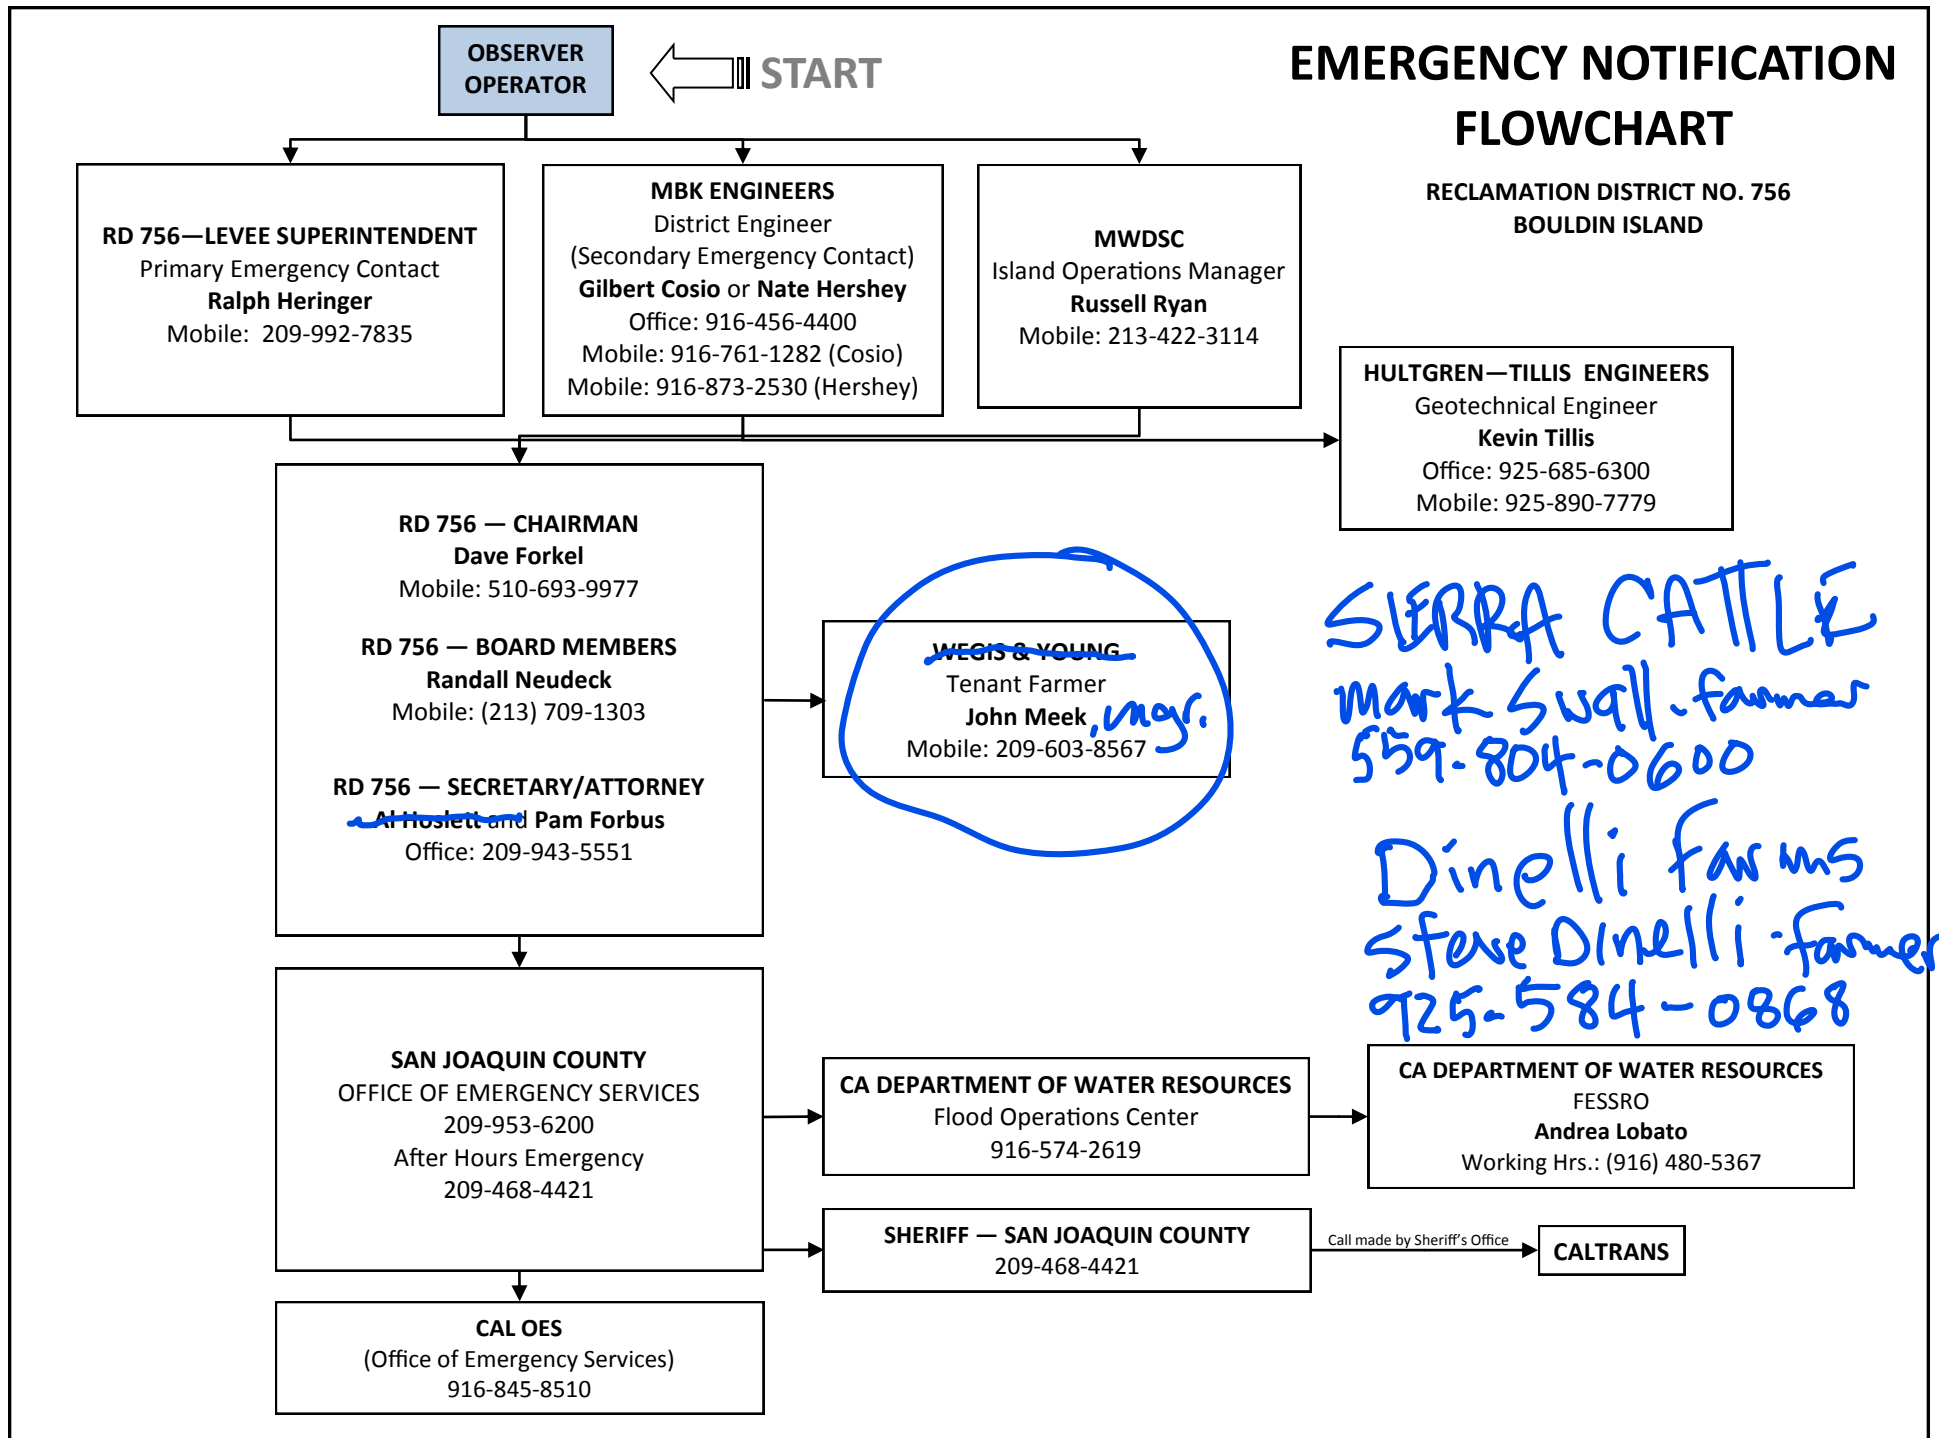 OBSERVER
OPERATOR
START
EMERGENCY NOTIFICATION
FLOWCHART
RECLAMATION DISTRICT NO. 756
BOULDIN ISLAND
RD 756—LEVEE SUPERINTENDENT
Primary Emergency Contact
Ralph Heringer
Mobile: 209-992-7835
MBK ENGINEERS
District Engineer
(Secondary Emergency Contact)
Gilbert Cosio or Nate Hershey
Office: 916-456-4400
Mobile: 916-761-1282 (Cosio)
Mobile: 916-873-2530 (Hershey)
MWDSC
Island Operations Manager
Russell Ryan
Mobile: 213-422-3114
HULTGREN—TILLIS ENGINEERS
Geotechnical Engineer
Kevin Tillis
Office: 925-685-6300
Mobile: 925-890-7779
RD 756 — CHAIRMAN
Dave Forkel
Mobile: 510-693-9977
RD 756 — BOARD MEMBERS
Randall Neudeck
Mobile: (213) 709-1303
RD 756 — SECRETARY/ATTORNEY
Al Hoslett and Pam Forbus
Office: 209-943-5551
WEGIS & YOUNG
Tenant Farmer
John Meek, mgr.
Mobile: 209-603-8567
SIERRA CATTLE
Mark Swall - farmer
559-804-0600
Dinelli Farms
Steve Dinelli - farmer
925-584-0868
SAN JOAQUIN COUNTY
OFFICE OF EMERGENCY SERVICES
209-953-6200
After Hours Emergency
209-468-4421
CA DEPARTMENT OF WATER RESOURCES
Flood Operations Center
916-574-2619
CA DEPARTMENT OF WATER RESOURCES
FESSRO
Andrea Lobato
Working Hrs.: (916) 480-5367
SHERIFF — SAN JOAQUIN COUNTY
209-468-4421
Call made by Sheriff's Office
CALTRANS
CAL OES
(Office of Emergency Services)
916-845-8510